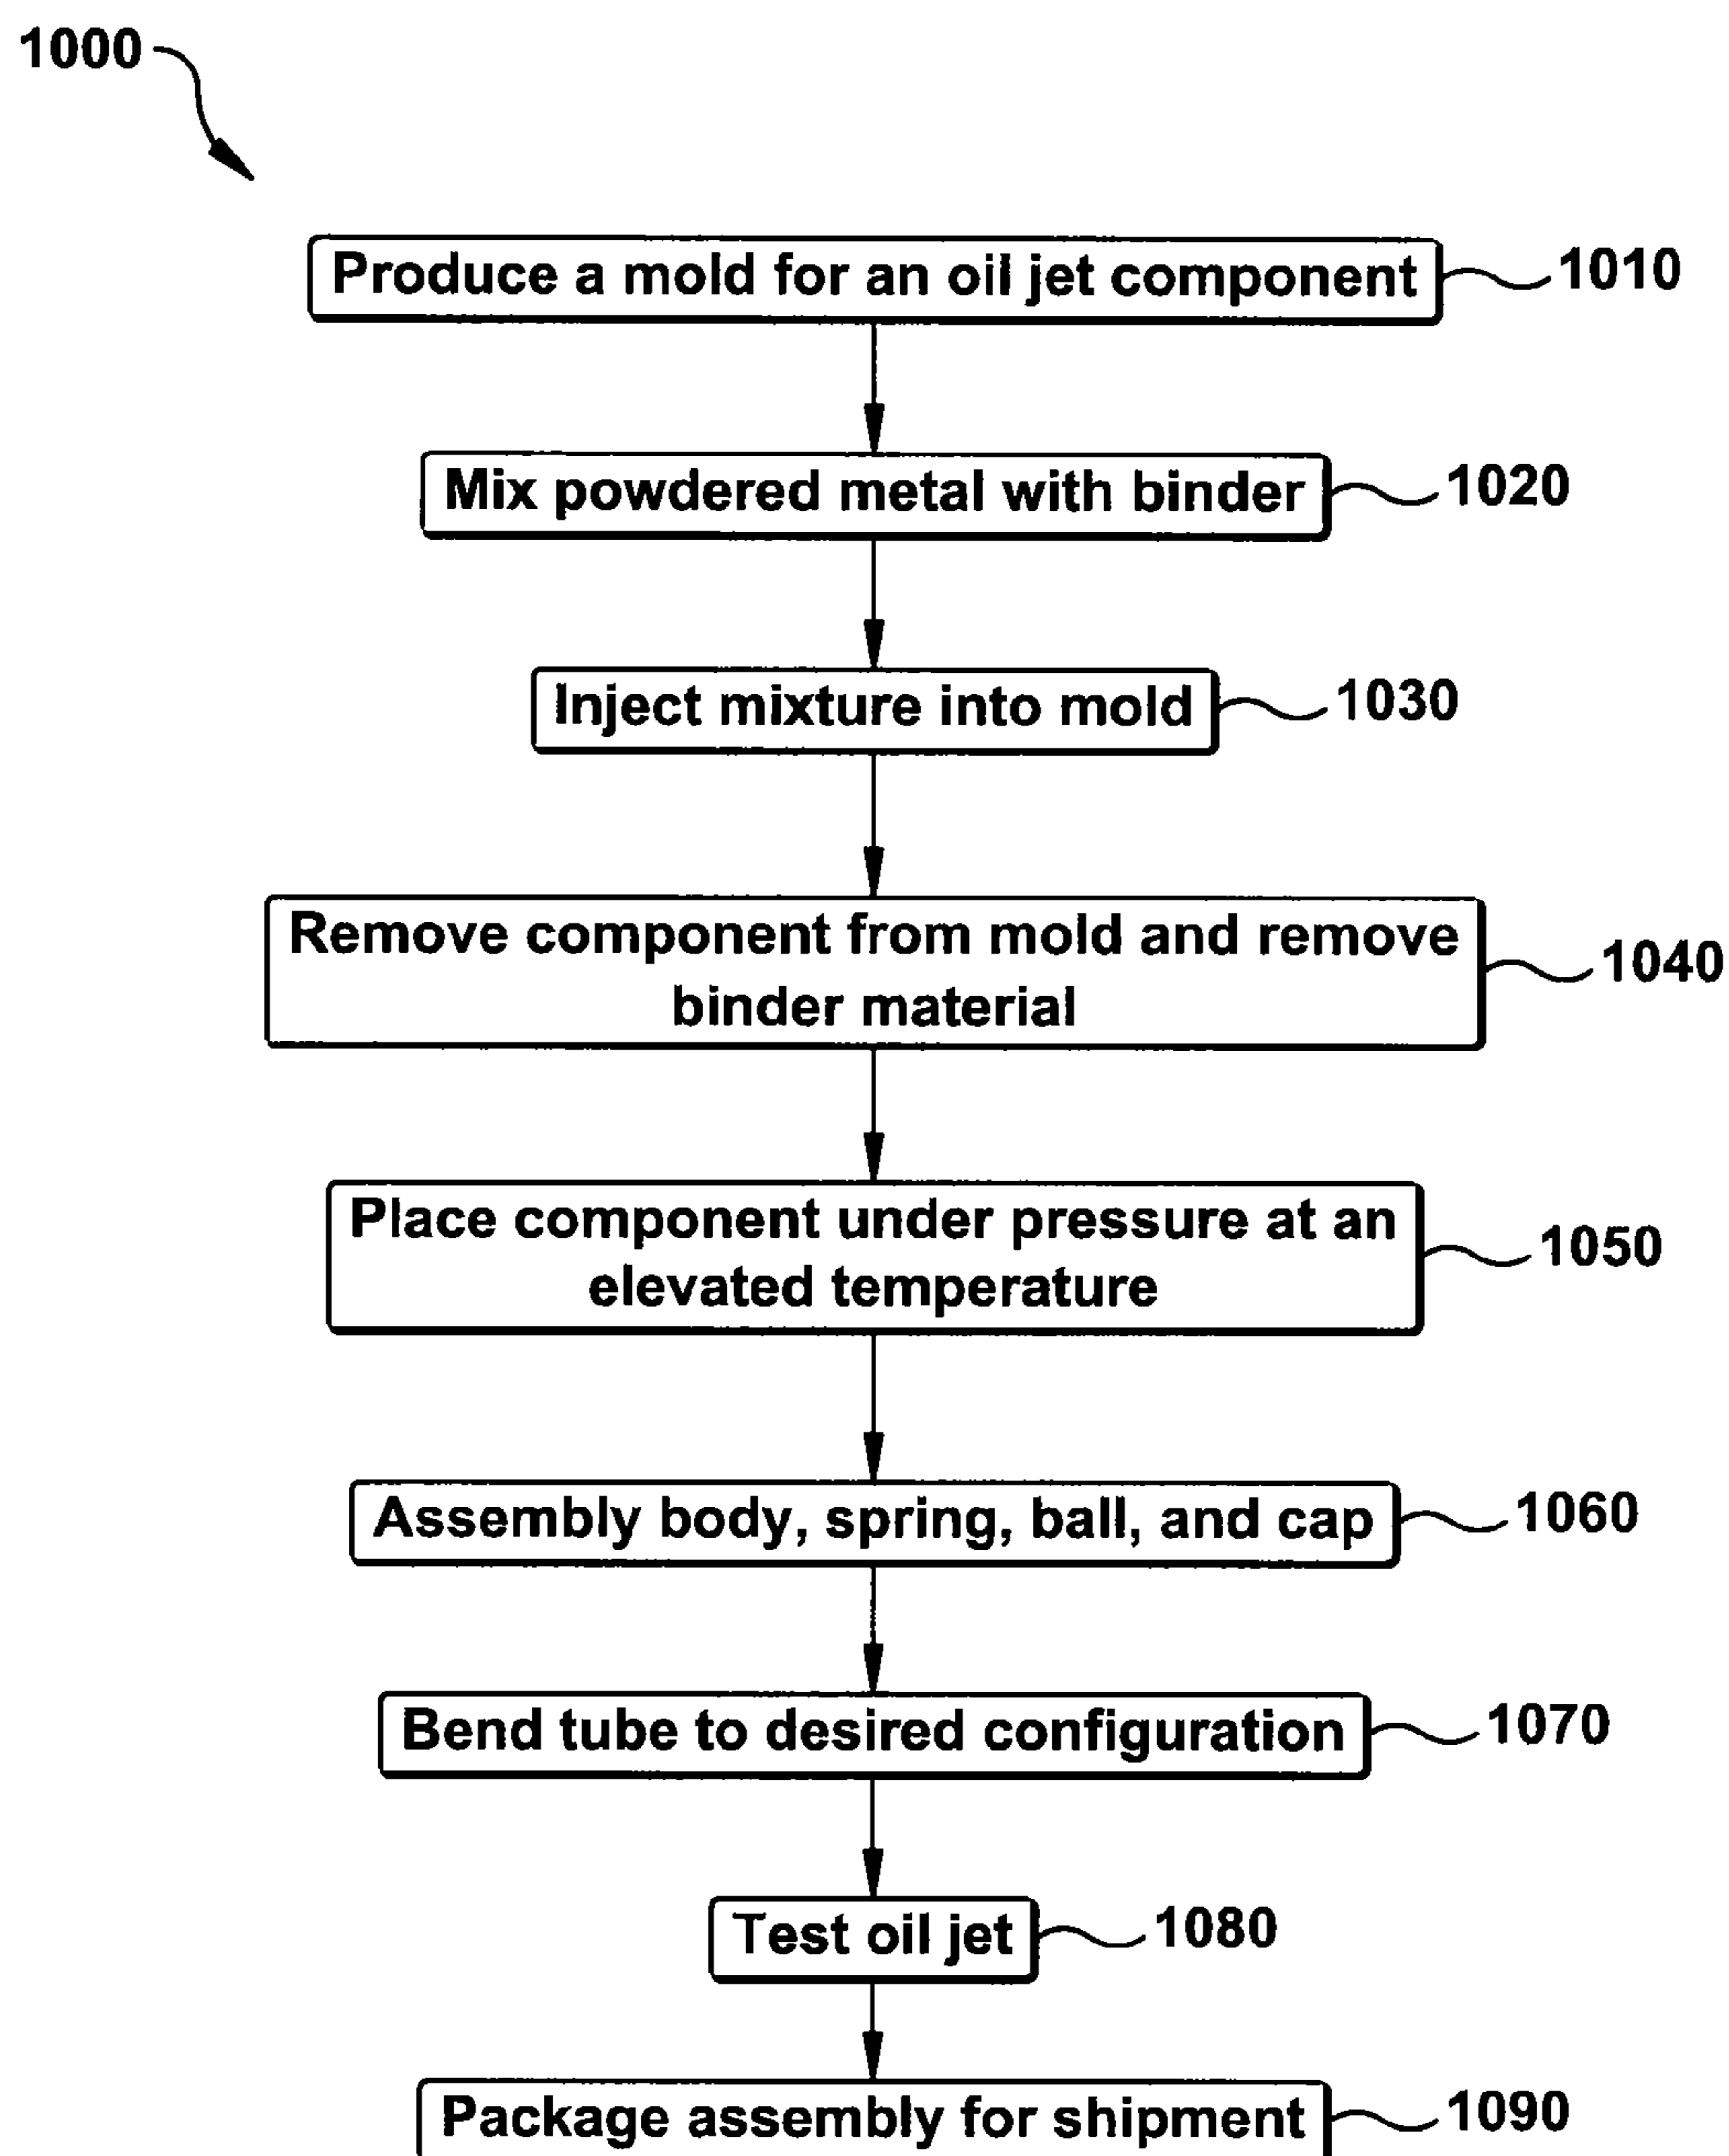 1000
Produce a mold for an oil jet component 1010
Mix powdered metal with binder 1020
Inject mixture into mold 1030
Remove component from mold and remove
binder material
1040
Place component under pressure at an
elevated temperature
1050
Assembly body, spring, ball, and cap 1060
Bend tube to desired configuration 1070
Test oil jet 1080
Package assembly for shipment 1090